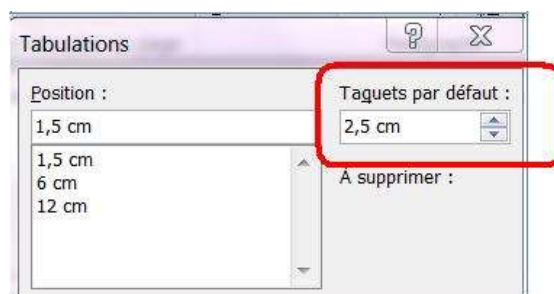 Tabulations
Position :
1,5 cm
1,5 cm
6 cm
12 cm
Taquets par défaut :
2,5 cm
À supprimer :